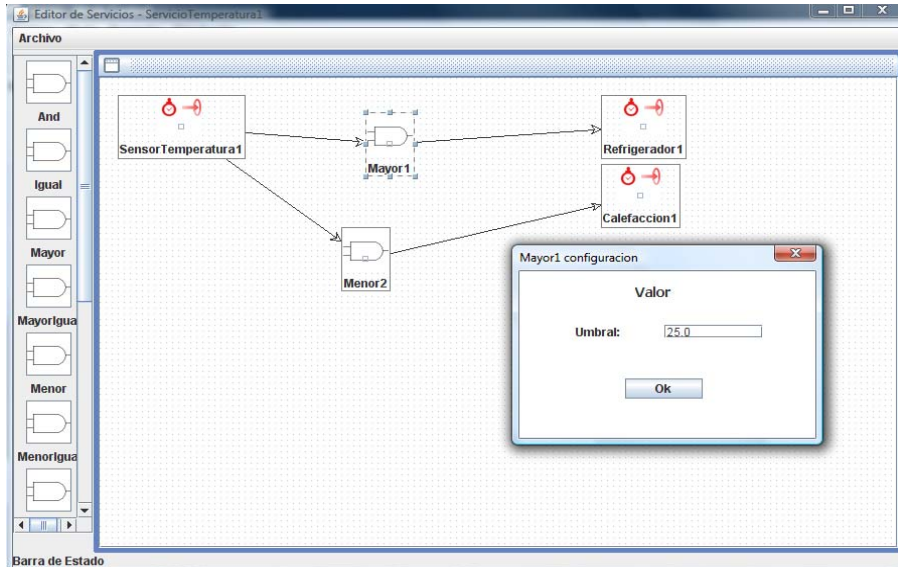 Editor de Servicios - ServicioTemperatura1
Archivo
And
Igual
Mayor
MayorIgua
Menor
MenorIgua
SensorTemperatura1
Mayor1
Refrigerador1
Calefaccion1
Menor2
Mayor1 configuracion
Valor
Umbral: 25.0
Ok
Barra de Estado